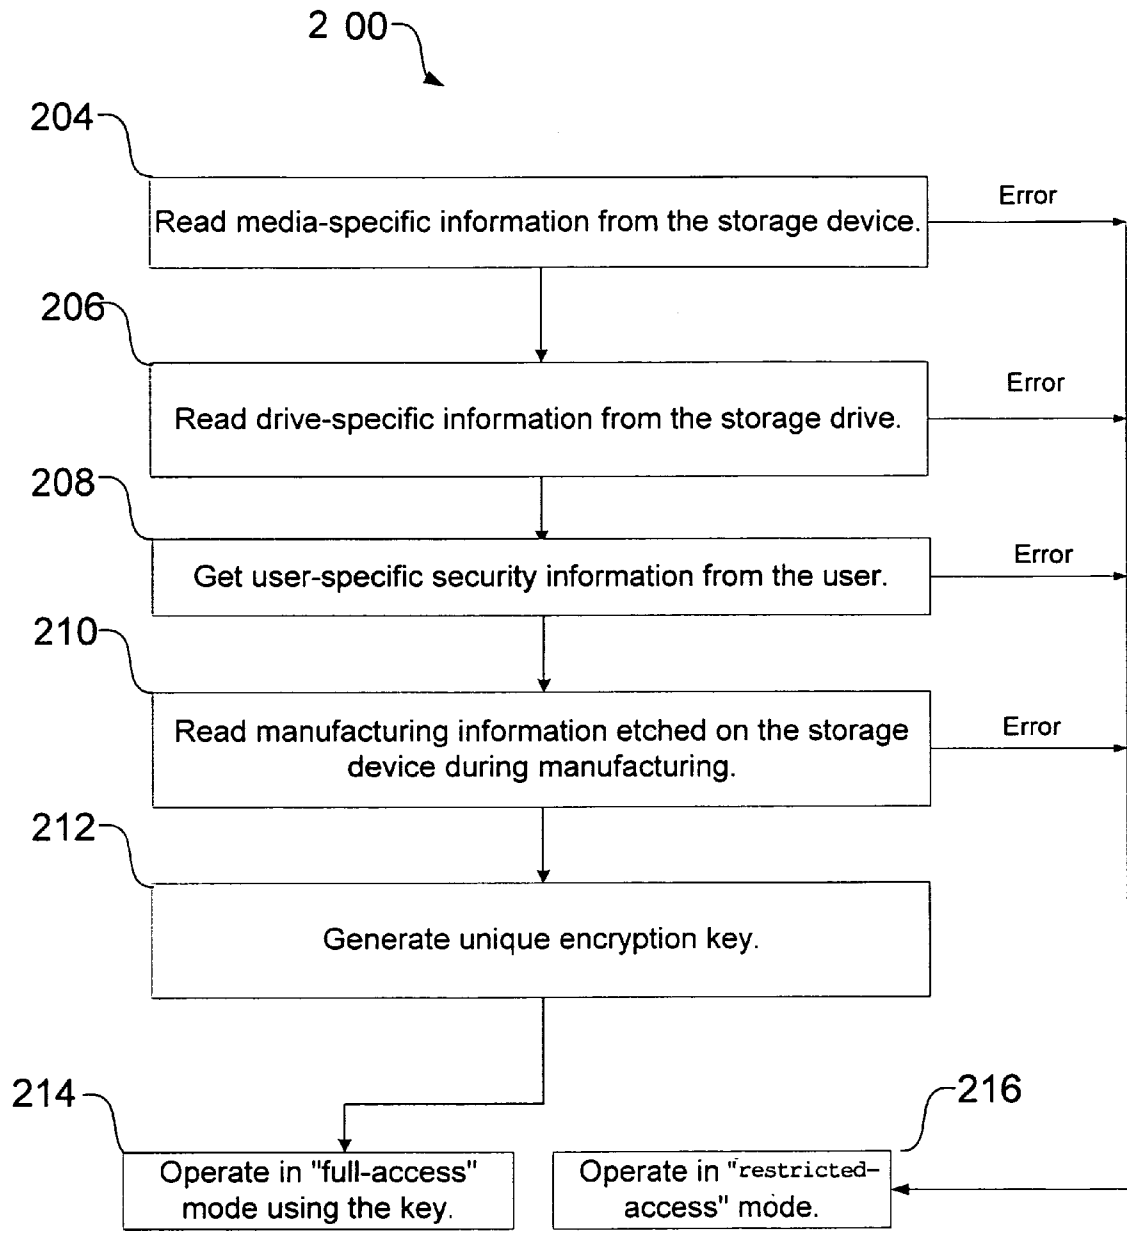 2 00
204
Read media-specific information from the storage device.
Error
206
Read drive-specific information from the storage drive.
Error
208
Get user-specific security information from the user.
Error
210
Read manufacturing information etched on the storage
device during manufacturing.
Error
212
Generate unique encryption key.
214
Operate in "full-access"
mode using the key.
216
Operate in "restricted-
access" mode.